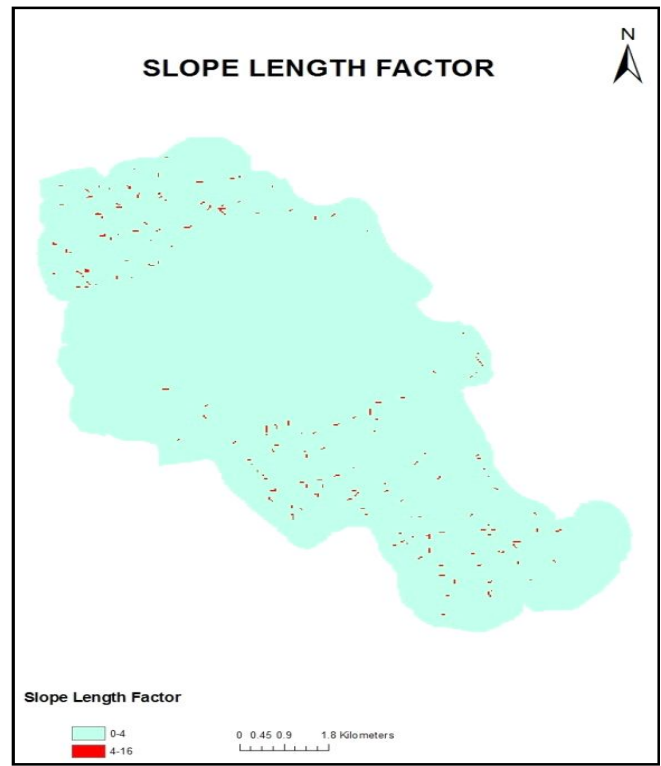 N
SLOPE LENGTH FACTOR
Slope Length Factor
0-4
4-16
0 0.45 0.9 1.8 Kilometers